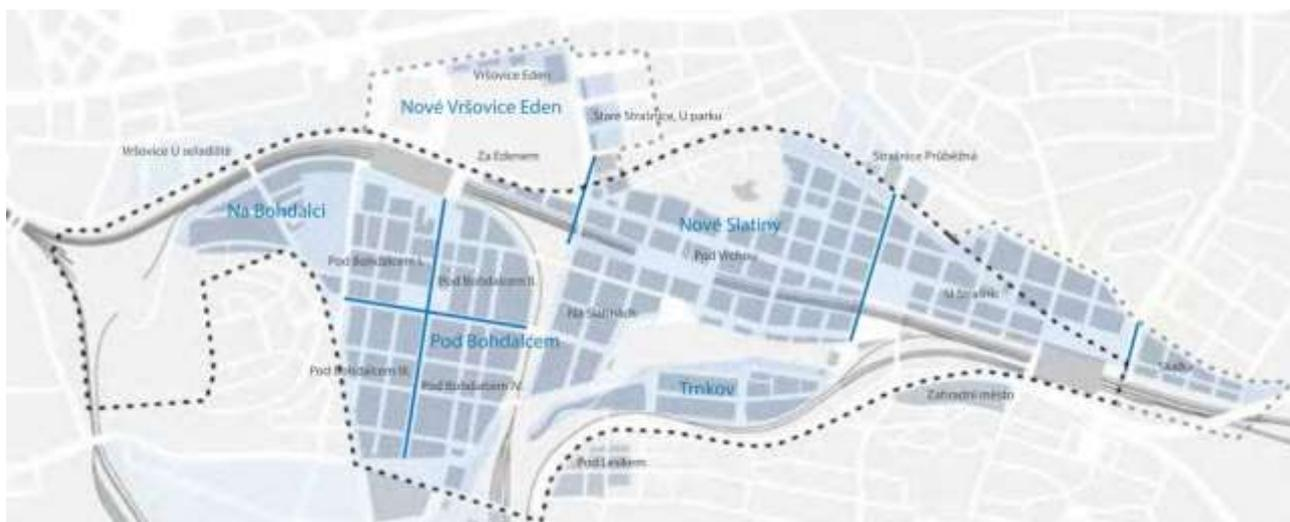 Vršovice Eden
Nové Vršovice Eden
Staré Strašnice, U parku
Vršovice U seřadiště
Za Edenem
Strašnice Průběžná
Na Bohdalci
Nové Slatiny
Pod Bohdalcem I.
Pod Vrchou
Pod Bohdalcem II.
Na Slatinách
Pod Bohdalcem
Pod Bohdalcem III.
Pod Bohdalcem IV.
Trnkov
Zahradní město
Pod Lesíkem